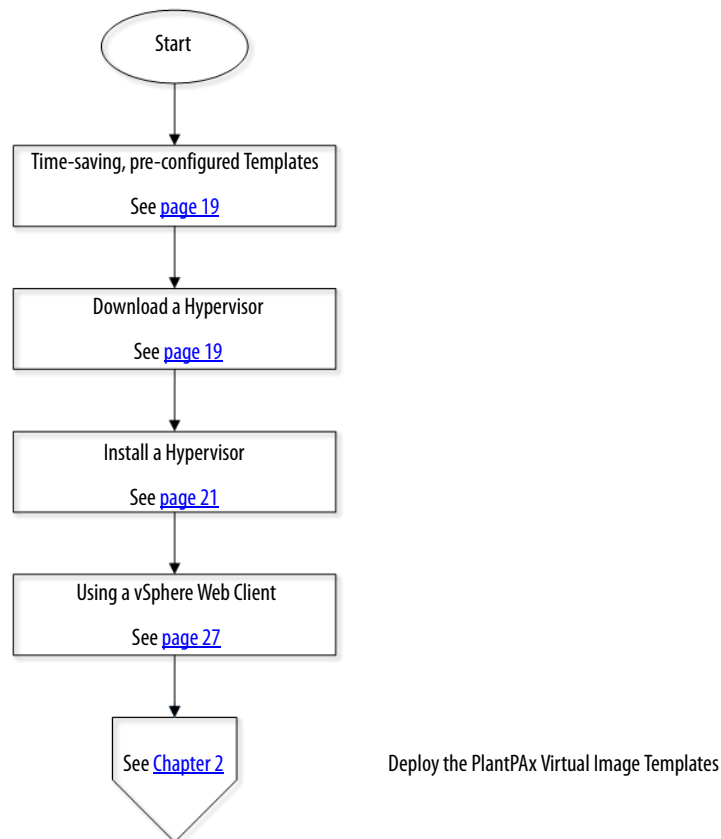 Start
Time-saving, pre-configured Templates
See page 19
Download a Hypervisor
See page 19
Install a Hypervisor
See page 21
Using a vSphere Web Client
See page 27
See Chapter 2
Deploy the PlantPAx Virtual Image Templates